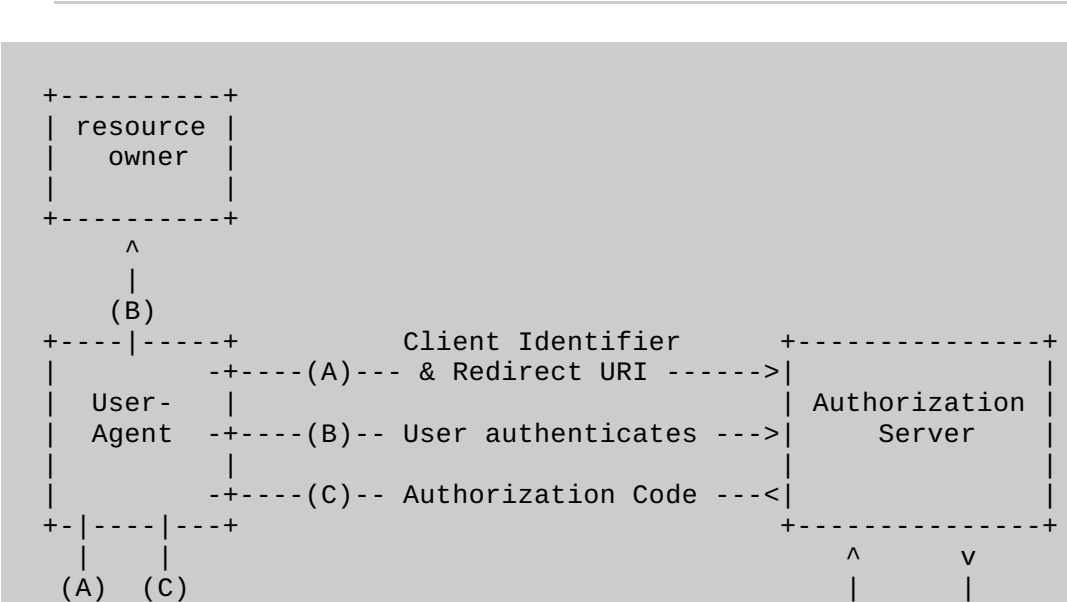 +----------+
| resource |
|   owner  |
|          |
+----------+
     ^
     |
    (B)
+----|-----+          Client Identifier      +---------------+
|         -+----(A)--- & Redirect URI ------>|               |
|  User-   |                                 | Authorization |
|  Agent  -+----(B)-- User authenticates --->|     Server    |
|          |                                 |               |
|         -+----(C)-- Authorization Code ---<|               |
+-|----|---+                                 +---------------+
  |    |                                         ^      v
 (A)  (C)                                        |      |